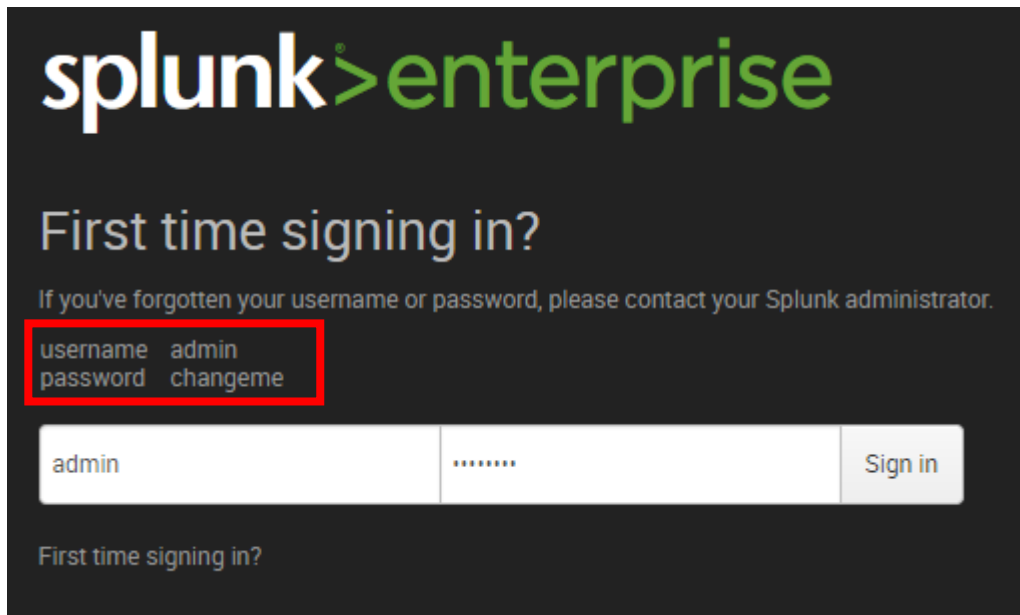 splunk>® enterprise
First time signing in?
If you've forgotten your username or password, please contact your Splunk administrator.
username admin
password changeme
admin ········ Sign in
First time signing in?